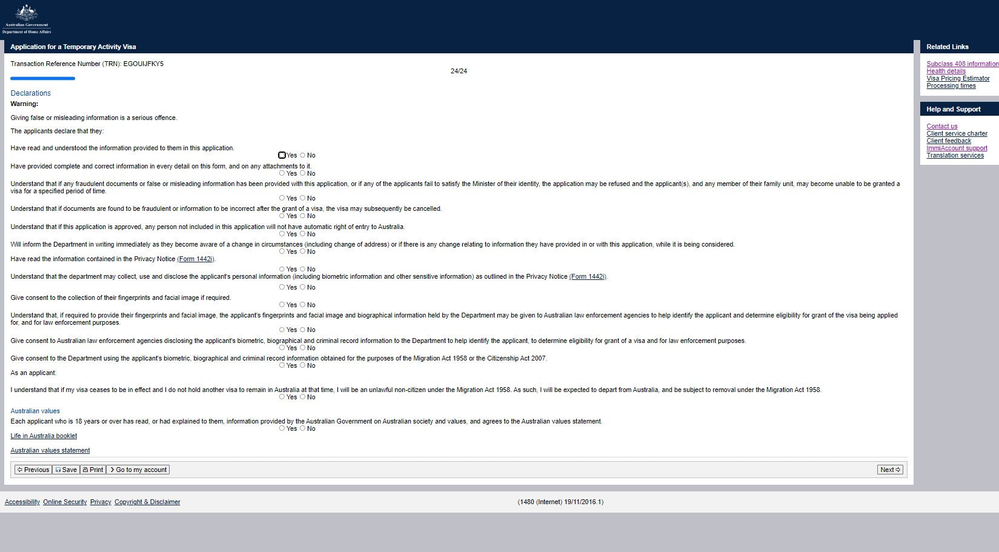 Australian Government
Department of Home Affairs
Application for a Temporary Activity Visa
Transaction Reference Number (TRN): EGOUIJFKY5
24/24
Declarations
Warning:
Giving false or misleading information is a serious offence.
The applicants declare that they:
Have read and understood the information provided to them in this application.
Yes No
Have provided complete and correct information in every detail on this form, and on any attachments to it.
Yes No
Understand that if any fraudulent documents or false or misleading information has been provided with this application, or if any of the applicants fail to satisfy the Minister of their identity, the application may be refused and the applicant(s), and any member of their family unit, may become unable to be granted a
visa for a specified period of time.
Yes No
Understand that if documents are found to be fraudulent or information to be incorrect after the grant of a visa, the visa may subsequently be cancelled.
Yes No
Understand that if this application is approved, any person not included in this application will not have automatic right of entry to Australia.
Yes No
Will inform the Department in writing immediately as they become aware of a change in circumstances (including change of address) or if there is any change relating to information they have provided in or with this application, while it is being considered.
Yes No
Have read the information contained in the Privacy Notice (Form 1442i).
Yes No
Understand that the department may collect, use and disclose the applicant's personal information (including biometric information and other sensitive information) as outlined in the Privacy Notice (Form 1442i).
Yes No
Give consent to the collection of their fingerprints and facial image if required.
Yes No
Understand that, if required to provide their fingerprints and facial image, the applicant's fingerprints and facial image and biographical information held by the Department may be given to Australian law enforcement agencies to help identify the applicant and determine eligibility for grant of the visa being applied
for, and for law enforcement purposes.
Yes No
Give consent to Australian law enforcement agencies disclosing the applicant's biometric, biographical and criminal record information to the Department to help identify the applicant, to determine eligibility for grant of a visa and for law enforcement purposes.
Yes No
Give consent to the Department using the applicant's biometric, biographical and criminal record information obtained for the purposes of the Migration Act 1958 or the Citizenship Act 2007.
Yes No
As an applicant:
I understand that if my visa ceases to be in effect and I do not hold another visa to remain in Australia at that time, I will be an unlawful non-citizen under the Migration Act 1958. As such, I will be expected to depart from Australia, and be subject to removal under the Migration Act 1958.
Yes No
Australian values
Each applicant who is 18 years or over has read, or had explained to them, information provided by the Australian Government on Australian society and values, and agrees to the Australian values statement.
Yes No
Life in Australia booklet
Australian values statement
Previous Save Print Go to my account Next
Related Links
Subclass 408 information
Health details
Visa Pricing Estimator
Processing times
Help and Support
Contact us
Client service charter
Client feedback
ImmiAccount support
Translation services
Accessibility Online Security Privacy Copyright & Disclaimer (1480 (Internet) 19/11/2016.1)